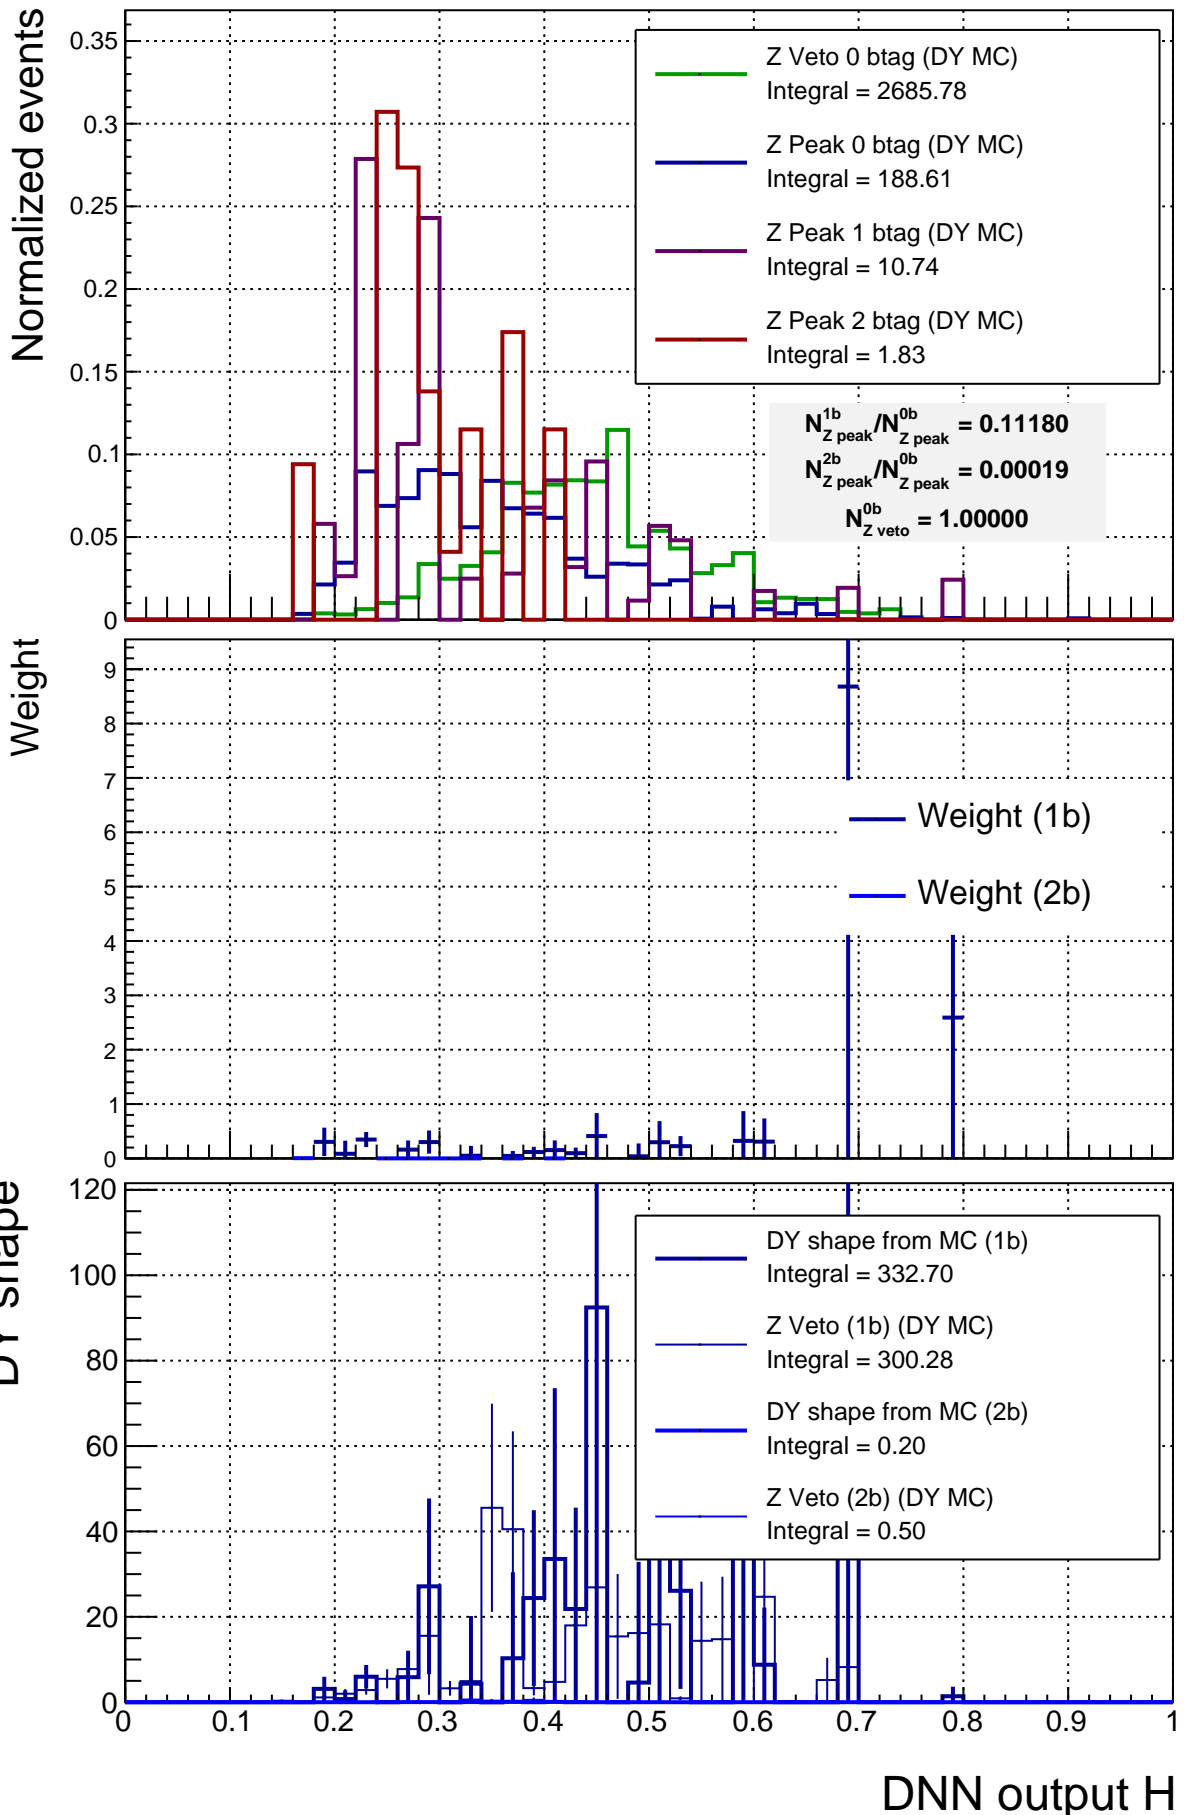 Normalized events
0.35
0.3
0.25
0.2
0.15
0.1
0.05
0
Z Veto 0 btag (DY MC)
Integral = 2685.78
Z Peak 0 btag (DY MC)
Integral = 188.61
Z Peak 1 btag (DY MC)
Integral = 10.74
Z Peak 2 btag (DY MC)
Integral = 1.83
N^{1b}_{Z peak}/N^{0b}_{Z peak} = 0.11180
N^{2b}_{Z peak}/N^{0b}_{Z peak} = 0.00019
N^{0b}_{Z veto} = 1.00000
Weight
9
8
7
6
5
4
3
2
1
0
Weight (1b)
Weight (2b)
DY shape
120
100
80
60
40
20
0
DY shape from MC (1b)
Integral = 332.70
Z Veto (1b) (DY MC)
Integral = 300.28
DY shape from MC (2b)
Integral = 0.20
Z Veto (2b) (DY MC)
Integral = 0.50
0 0.1 0.2 0.3 0.4 0.5 0.6 0.7 0.8 0.9 1
DNN output H